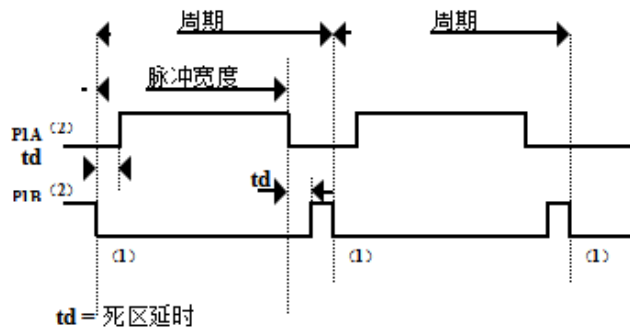 周期 周期
脉冲宽度
P1A (2)
td
td
P1B (2)
(1) (1) (1)
td = 死区延时